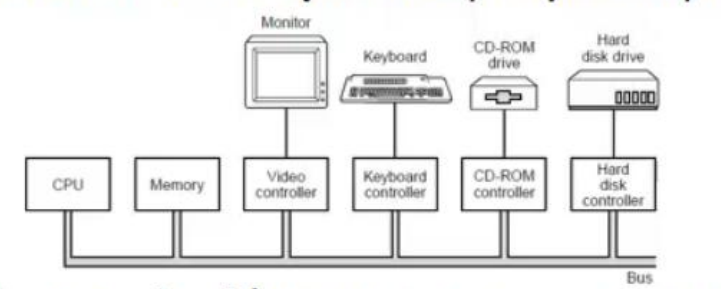 Monitor
Keyboard
CD-ROM
drive
Hard
disk drive
CPU
Memory
Video
controller
Keyboard
controller
CD-ROM
controller
Hard
disk
controller
Bus